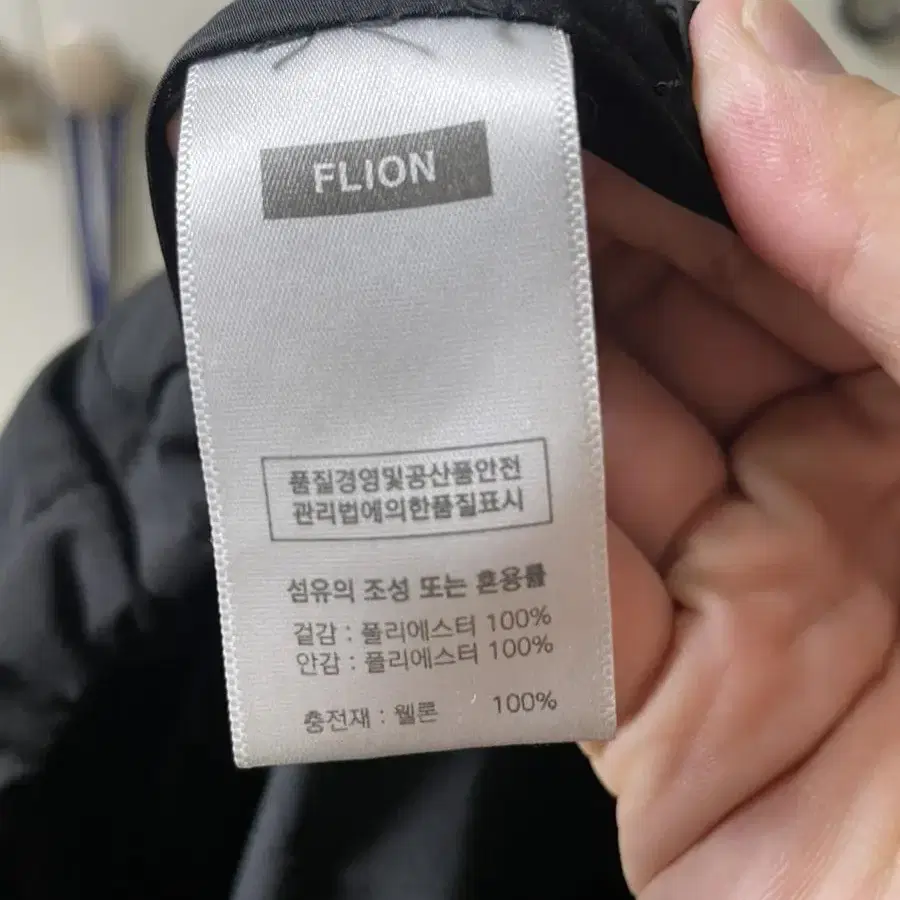 FLION
품질경영및공산품안전
관리법에의한품질표시
섬유의 조성 또는 혼용률
겉감 : 폴리에스터 100%
안감 : 폴리에스터 100%
충전재 : 웰론 100%